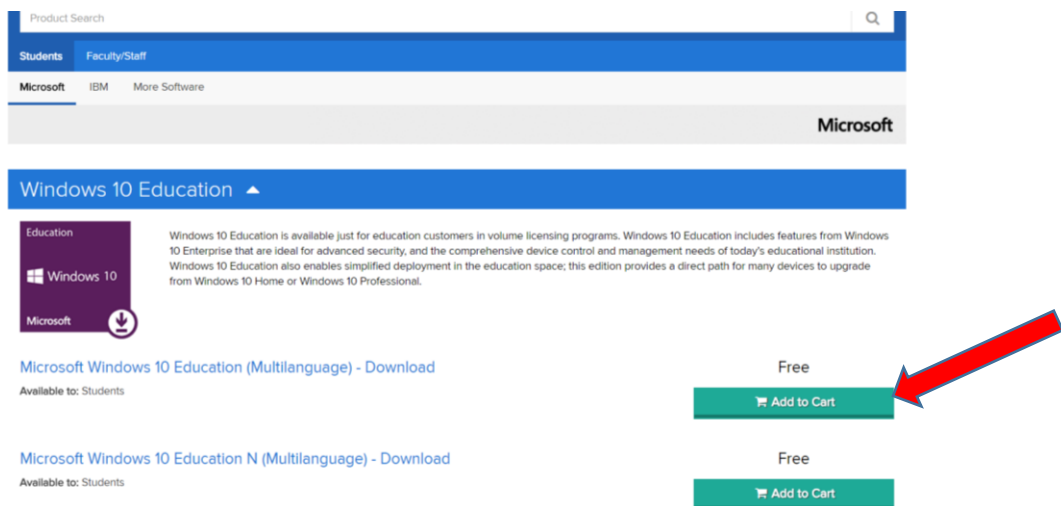 Product Search
Students Faculty/Staff
Microsoft IBM More Software
Microsoft
Windows 10 Education
Education
Windows 10
Microsoft
Windows 10 Education is available just for education customers in volume licensing programs. Windows 10 Education includes features from Windows
10 Enterprise that are ideal for advanced security, and the comprehensive device control and management needs of today's educational institution.
Windows 10 Education also enables simplified deployment in the education space; this edition provides a direct path for many devices to upgrade
from Windows 10 Home or Windows 10 Professional.
Microsoft Windows 10 Education (Multilanguage) - Download
Free
Available to: Students
Add to Cart
Microsoft Windows 10 Education N (Multilanguage) - Download
Free
Available to: Students
Add to Cart